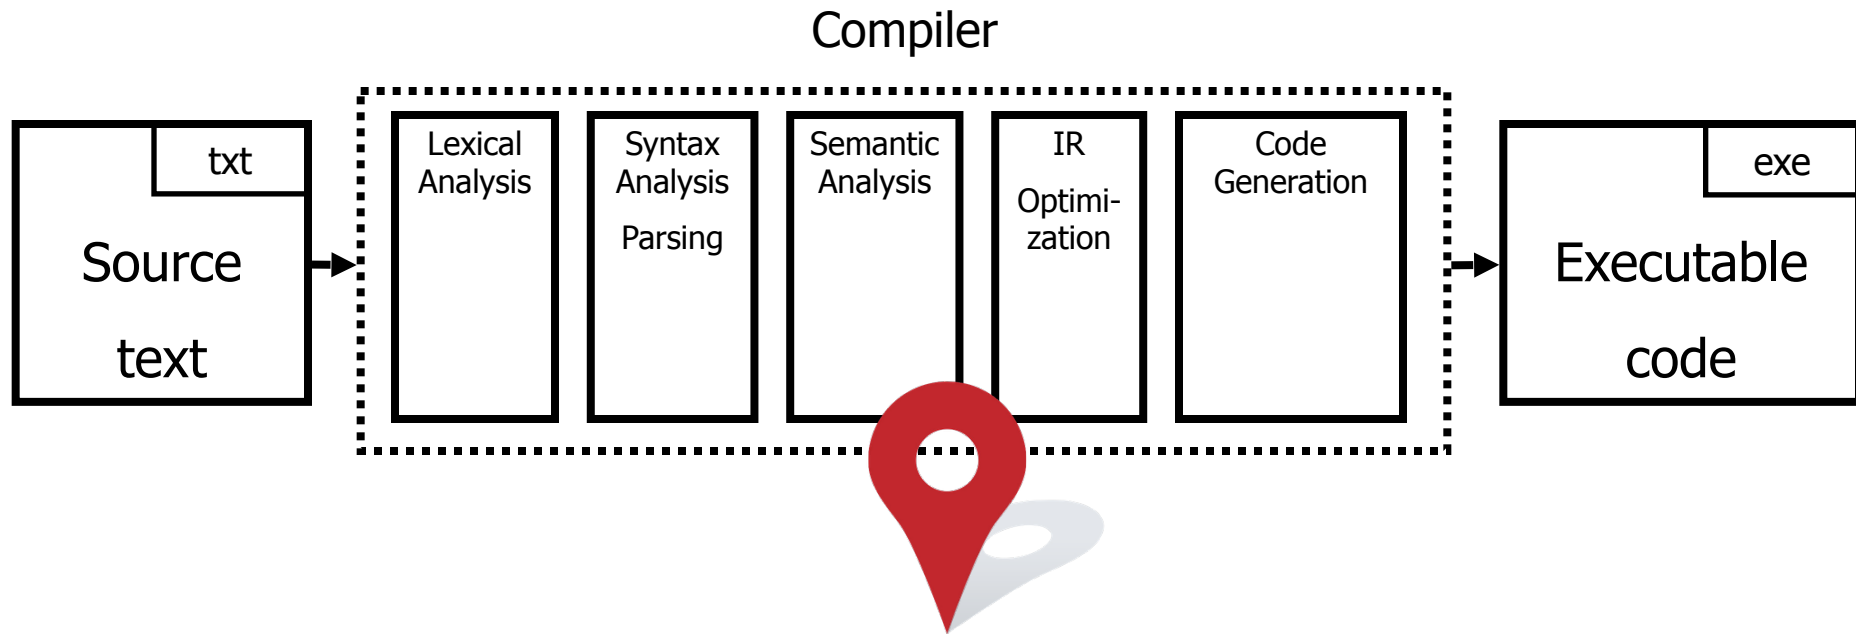 Compiler
txt
Source
text
Lexical
Analysis
Syntax
Analysis
Parsing
Semantic
Analysis
IR
Optimi-
zation
Code
Generation
exe
Executable
code